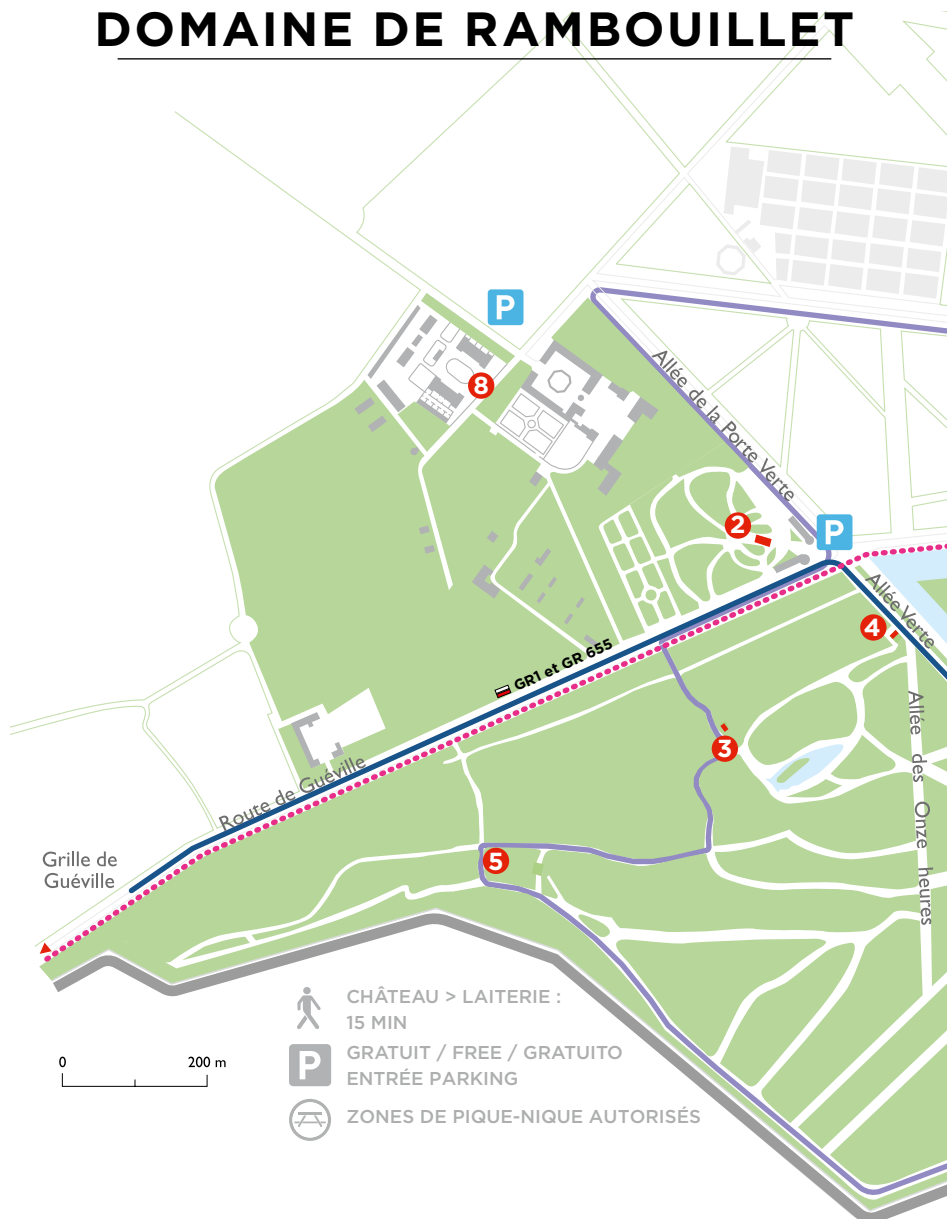 DOMAINE DE RAMBOUILLET
P
8
Allée de la Porte Verte
2
P
Allée Verte
4
GR1 et GR 655
Allée des Onze heures
3
Route de Guéville
5
Grille de
Guéville
CHÂTEAU > LAITERIE :
15 MIN
P
GRATUIT / FREE / GRATUITO
ENTRÉE PARKING
ZONES DE PIQUE-NIQUE AUTORISÉS
0
200 m